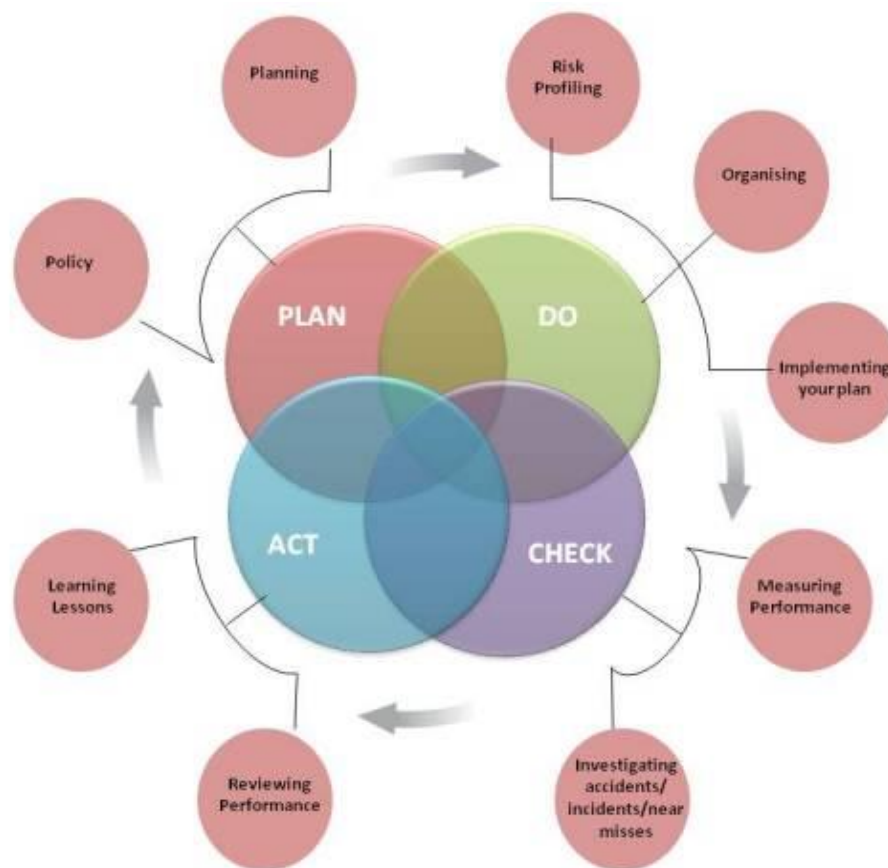 Planning
Risk
Profiling
Organising
Policy
PLAN
DO
Implementing
your plan
ACT
CHECK
Learning
Lessons
Measuring
Performance
Reviewing
Performance
Investigating
accidents/
incidents/near
misses